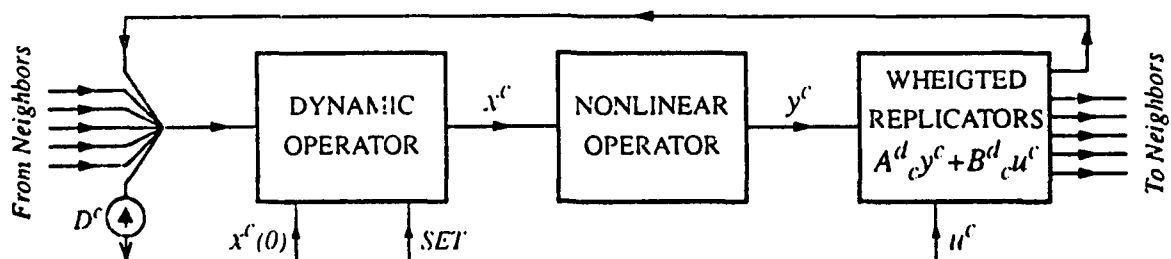 From Neighbors
D^c
DYNAMIC
OPERATOR
x^c(0)
SET
x^c
NONLINEAR
OPERATOR
y^c
WHEIGTED
REPLICATORS
A^d_c y^c + B^d_c u^c
u^c
To Neighbors